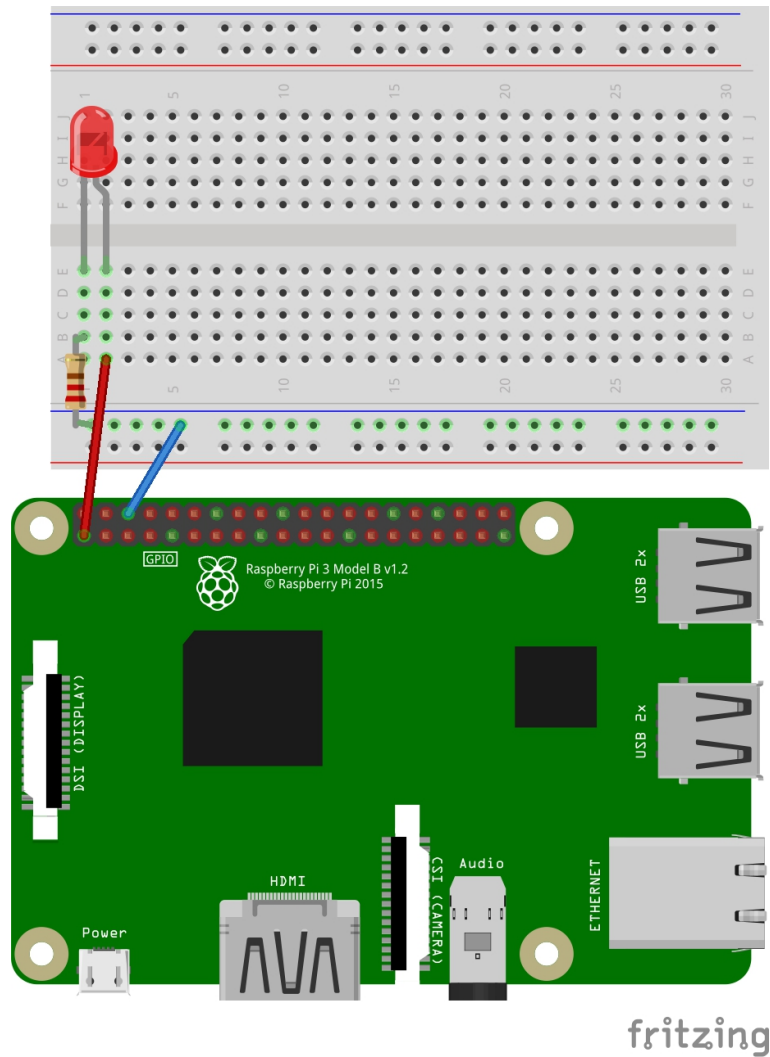 1 5 10 15 20 25 30
J J
I I
H H
G G
F F
E E
D D
C C
B B
A A
1 5 10 15 20 25 30
GPIO
Raspberry Pi 3 Model B v1.2
© Raspberry Pi 2015
USB 2x
DSI (DISPLAY)
USB 2x
CSI (CAMERA)
Audio
ETHERNET
HDMI
Power
fritzing